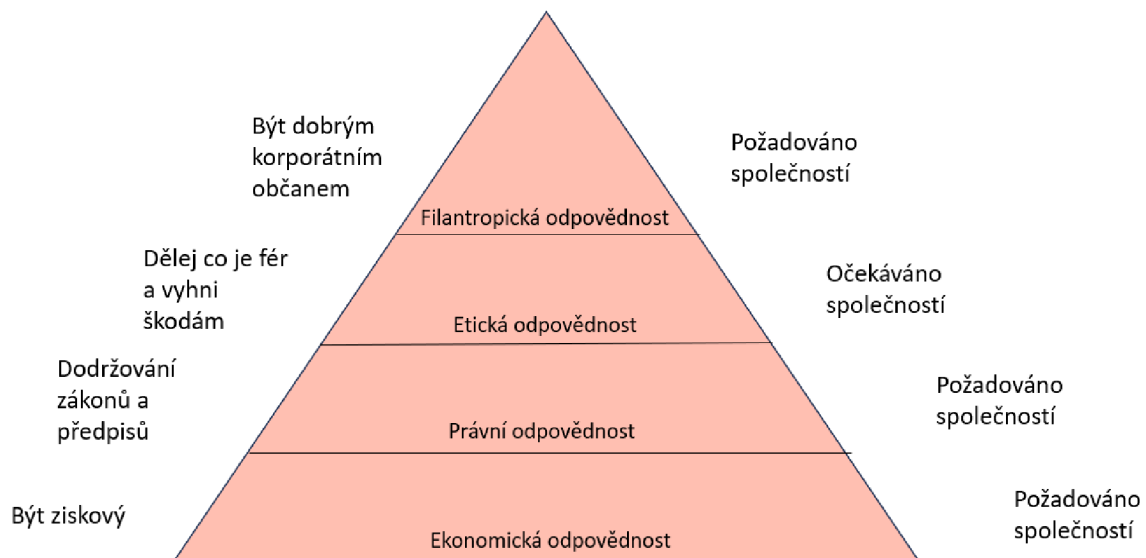 Být dobrým
korporátním
občanem
Požadováno
společností
Filantropická odpovědnost
Dělej co je fér
a vyhni
škodám
Očekáváno
společností
Etická odpovědnost
Dodržování
zákonů a
předpisů
Požadováno
společností
Právní odpovědnost
Být ziskový
Požadováno
společností
Ekonomická odpovědnost